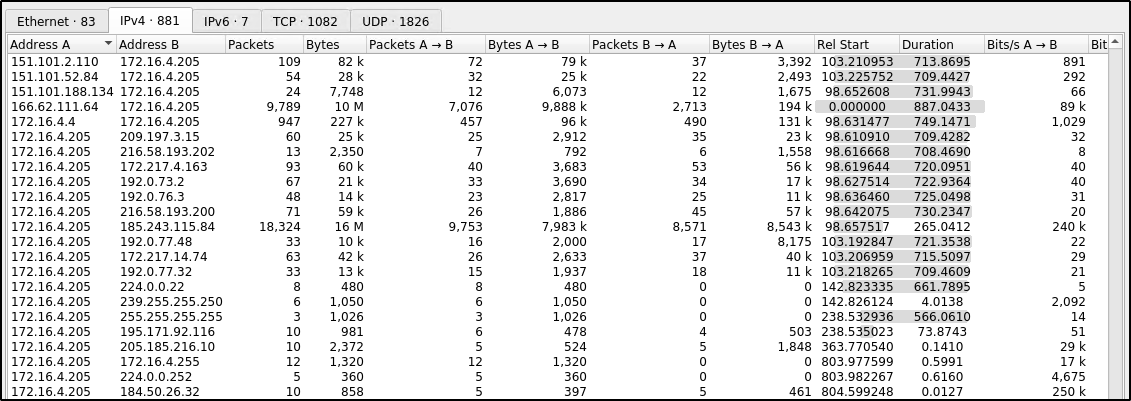 Ethernet · 83 IPv4 · 881 IPv6 · 7 TCP · 1082 UDP · 1826
Address A Address B Packets Bytes Packets A → B Bytes A → B Packets B → A Bytes B → A Rel Start Duration Bits/s A → B Bit
151.101.2.110 172.16.4.205 109 82 k 72 79 k 37 3,392 103.210953 713.8695 891
151.101.52.84 172.16.4.205 54 28 k 32 25 k 22 2,493 103.225752 709.4427 292
151.101.188.134 172.16.4.205 24 7,748 12 6,073 12 1,675 98.652608 731.9943 66
166.62.111.64 172.16.4.205 9,789 10 M 7,076 9,888 k 2,713 194 k 0.000000 887.0433 89 k
172.16.4.4 172.16.4.205 947 227 k 457 96 k 490 131 k 98.631477 749.1471 1,029
172.16.4.205 209.197.3.15 60 25 k 25 2,912 35 23 k 98.610910 709.4282 32
172.16.4.205 216.58.193.202 13 2,350 7 792 6 1,558 98.616668 708.4690 8
172.16.4.205 172.217.4.163 93 60 k 40 3,683 53 56 k 98.619644 720.0951 40
172.16.4.205 192.0.73.2 67 21 k 33 3,690 34 17 k 98.627514 722.9364 40
172.16.4.205 192.0.76.3 48 14 k 23 2,817 25 11 k 98.636460 725.0498 31
172.16.4.205 216.58.193.200 71 59 k 26 1,886 45 57 k 98.642075 730.2347 20
172.16.4.205 185.243.115.84 18,324 16 M 9,753 7,983 k 8,571 8,543 k 98.657517 265.0412 240 k
172.16.4.205 192.0.77.48 33 10 k 16 2,000 17 8,175 103.192847 721.3538 22
172.16.4.205 172.217.14.74 63 42 k 26 2,633 37 40 k 103.206959 715.5097 29
172.16.4.205 192.0.77.32 33 13 k 15 1,937 18 11 k 103.218265 709.4609 21
172.16.4.205 224.0.0.22 8 480 8 480 0 0 142.823335 661.7895 5
172.16.4.205 239.255.255.250 6 1,050 6 1,050 0 0 142.826124 4.0138 2,092
172.16.4.205 255.255.255.255 3 1,026 3 1,026 0 0 238.532936 566.0610 14
172.16.4.205 195.171.92.116 10 981 6 478 4 503 238.535023 73.8743 51
172.16.4.205 205.185.216.10 10 2,372 5 524 5 1,848 363.770540 0.1410 29 k
172.16.4.205 172.16.4.255 12 1,320 12 1,320 0 0 803.977599 0.5991 17 k
172.16.4.205 224.0.0.252 5 360 5 360 0 0 803.982267 0.6160 4,675
172.16.4.205 184.50.26.32 10 858 5 397 5 461 804.599248 0.0127 250 k